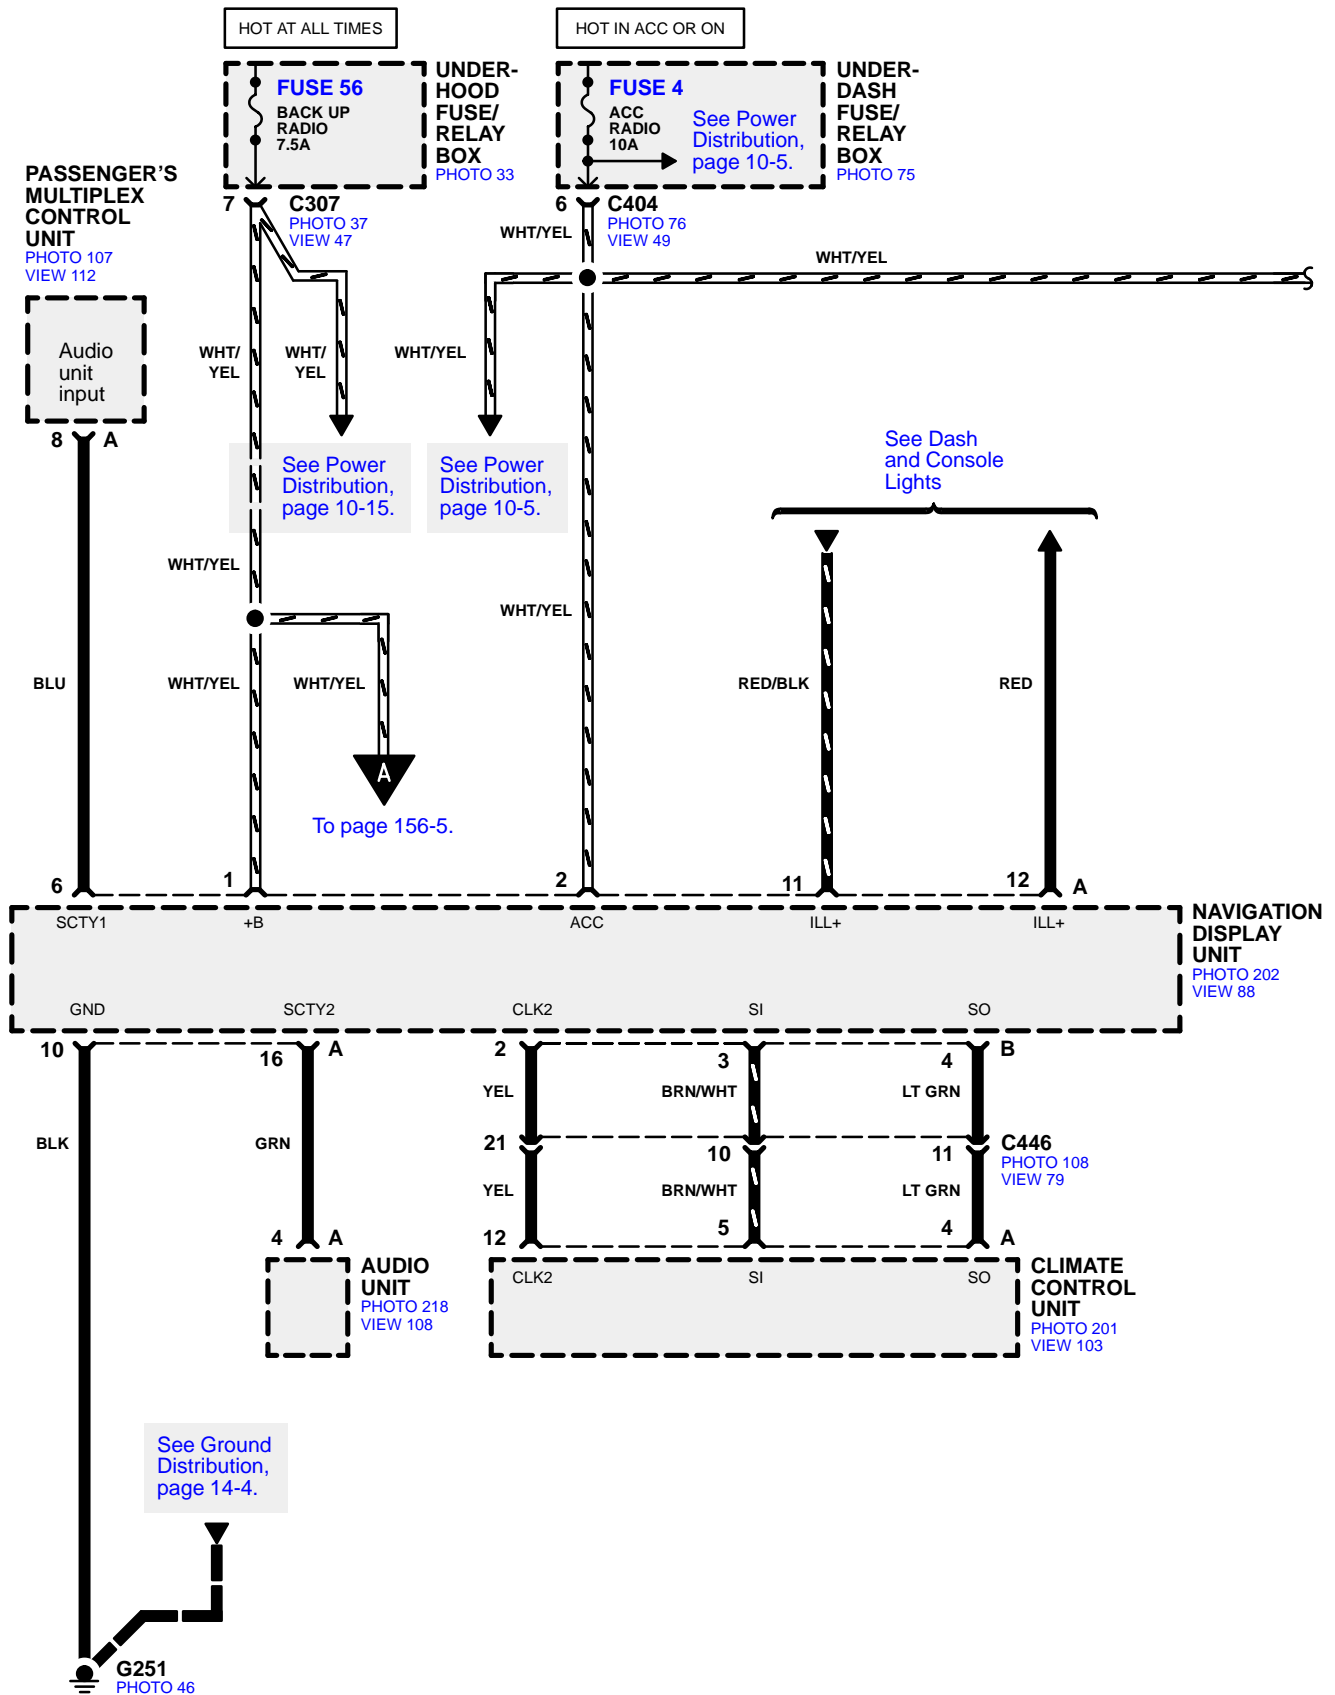 HOT AT ALL TIMES
HOT IN ACC OR ON
FUSE 56
BACK UP
RADIO
7.5A
UNDER-
HOOD
FUSE/
RELAY
BOX
PHOTO 33
FUSE 4
ACC
RADIO
10A
See Power
Distribution,
page 10-5.
UNDER-
DASH
FUSE/
RELAY
BOX
PHOTO 75
PASSENGER'S
MULTIPLEX
CONTROL
UNIT
PHOTO 107
VIEW 112
7
C307
PHOTO 37
VIEW 47
6
C404
PHOTO 76
VIEW 49
WHT/YEL
WHT/YEL
Audio
unit
input
8
A
WHT/
YEL
WHT/
YEL
WHT/YEL
See Power
Distribution,
page 10-15.
See Power
Distribution,
page 10-5.
See Dash
and Console
Lights
WHT/YEL
WHT/YEL
BLU
WHT/YEL
WHT/YEL
RED/BLK
RED
A
To page 156-5.
6
1
2
11
12
A
SCTY1
+B
ACC
ILL+
ILL+
NAVIGATION
DISPLAY
UNIT
PHOTO 202
VIEW 88
GND
SCTY2
CLK2
SI
SO
10
16
A
2
3
4
B
YEL
BRN/WHT
LT GRN
BLK
GRN
21
10
11
C446
PHOTO 108
VIEW 79
YEL
BRN/WHT
LT GRN
4
A
12
5
4
A
AUDIO
UNIT
PHOTO 218
VIEW 108
CLK2
SI
SO
CLIMATE
CONTROL
UNIT
PHOTO 201
VIEW 103
See Ground
Distribution,
page 14-4.
G251
PHOTO 46